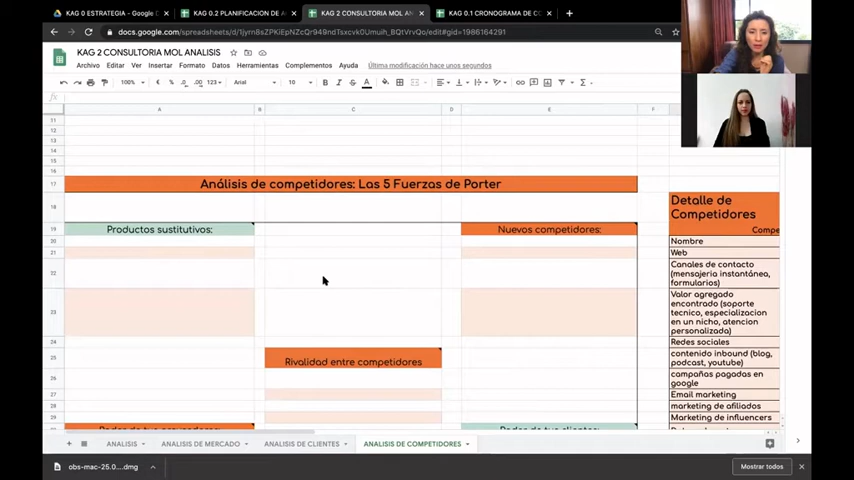 KAG 0 ESTRATEGIA - Google D
KAG 0.2 PLANIFICACION DE A
KAG 2 CONSULTORIA MOL AN
KAG 0.1 CRONOGRAMA DE CO
docs.google.com/spreadsheets/d/1jyrn8sZPKiEpNZcQr949ndTsxcvk0Umuih_BQtVrvQo/edit#gid=1986164291
KAG 2 CONSULTORIA MOL ANALISIS
Archivo Editar Ver Insertar Formato Datos Herramientas Complementos Ayuda Última modificación hace unos segundos
100% € % .0 .00 123 Arial 10 B I S A
fx
A B C D E F
11
12
13
14
15
16
17 Análisis de competidores: Las 5 Fuerzas de Porter
18 Detalle de
Competidores
Compe
19 Productos sustitutivos: Nuevos competidores:
20 Nombre
21 Web
22 Canales de contacto
(mensajeria instantánea,
formularios)
23 Valor agregado
encontrado (soporte
tecnico, especializacion
en un nicho, atencion
personalizada)
24 Redes sociales
25 Rivalidad entre competidores contenido inbound (blog,
podcast, youtube)
26 campañas pagadas en
google
27 Email marketing
28 marketing de afiliados
29 Marketing de influencers
ANALISIS ANALISIS DE MERCADO ANALISIS DE CLIENTES ANALISIS DE COMPETIDORES
obs-mac-25.0....dmg Mostrar todos